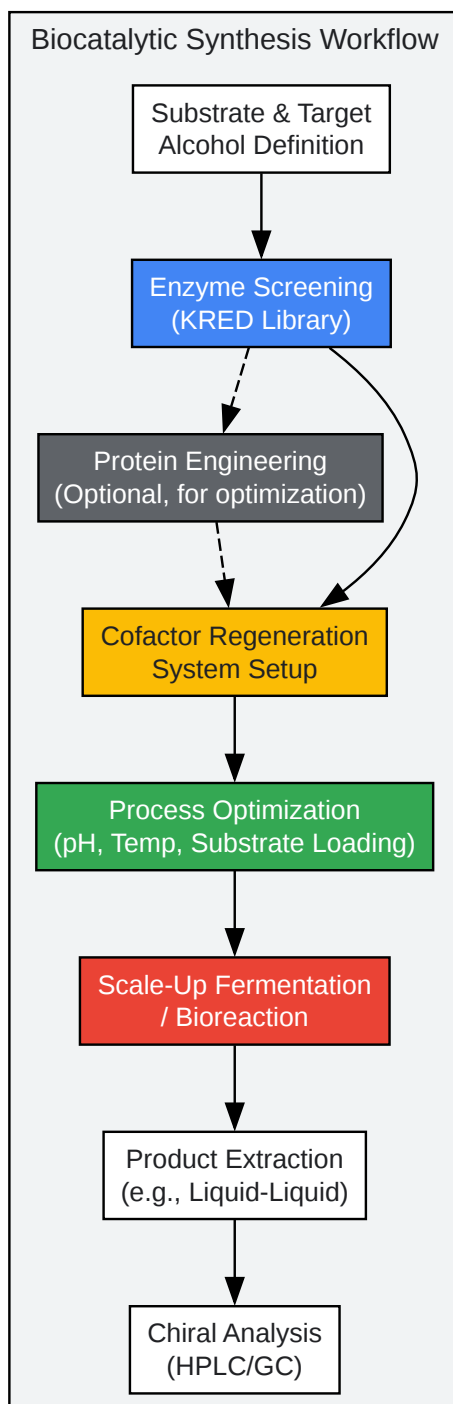 Biocatalytic Synthesis Workflow
Substrate & Target
Alcohol Definition
Enzyme Screening
(KRED Library)
Protein Engineering
(Optional, for optimization)
Cofactor Regeneration
System Setup
Process Optimization
(pH, Temp, Substrate Loading)
Scale-Up Fermentation
/ Bioreaction
Product Extraction
(e.g., Liquid-Liquid)
Chiral Analysis
(HPLC/GC)